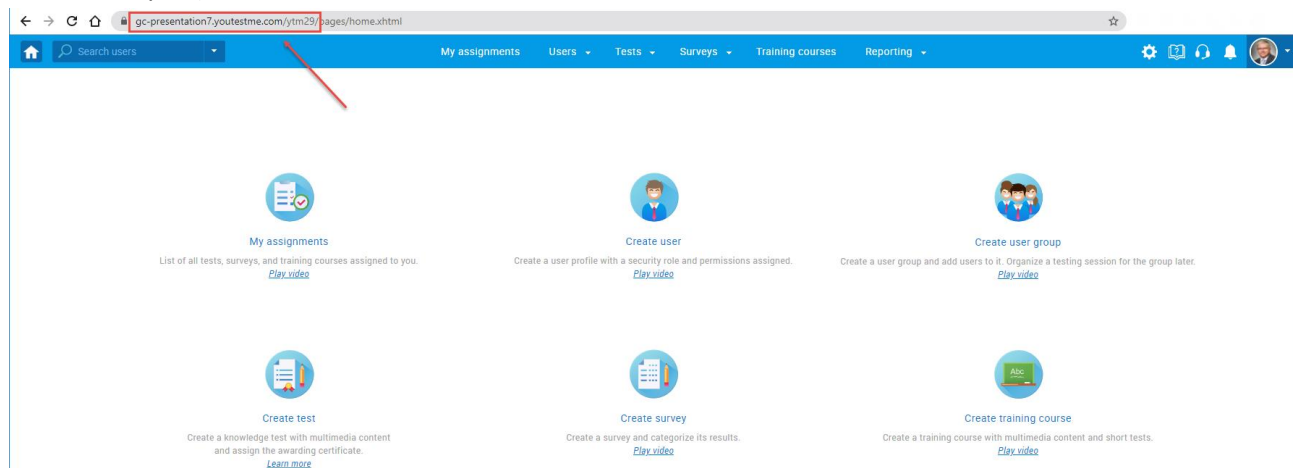 gc-presentation7.youtestme.com/ytm29/pages/home.xhtml
Search users
My assignments Users Tests Surveys Training courses Reporting
My assignments
List of all tests, surveys, and training courses assigned to you.
Play video
Create user
Create a user profile with a security role and permissions assigned.
Play video
Create user group
Create a user group and add users to it. Organize a testing session for the group later.
Play video
Create test
Create a knowledge test with multimedia content
and assign the awarding certificate.
Learn more
Create survey
Create a survey and categorize its results.
Play video
Abc
Create training course
Create a training course with multimedia content and short tests.
Play video